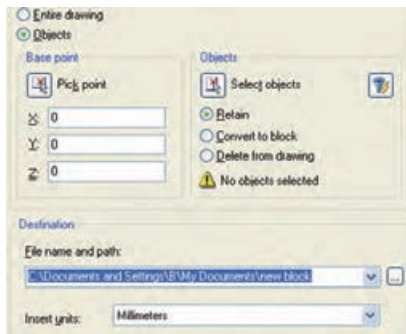 Entire drawing
Objects
Base point
Pick point
X: 0
Y: 0
Z: 0
Objects
Select objects
Retain
Convert to block
Delete from drawing
No objects selected
Destination
File name and path:
C:\Documents and Settings\B\My Documents\new block
...
Insert units: Millimeters